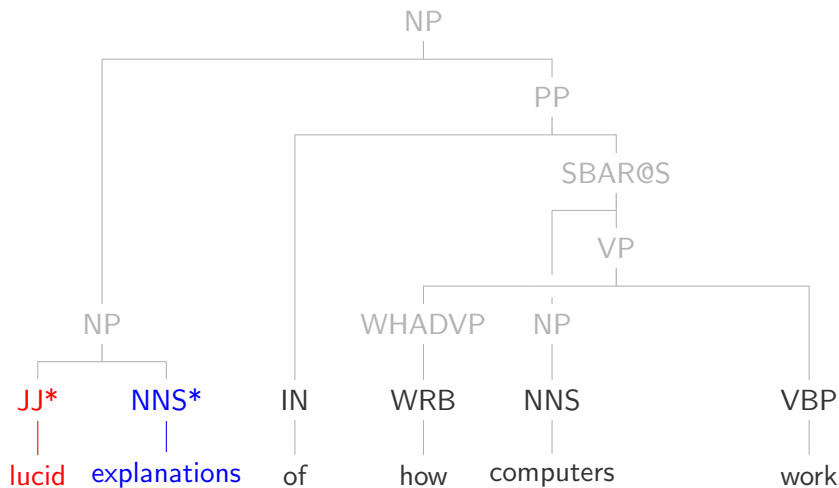 NP
PP
SBAR@S
VP
NP WHADVP NP
JJ* NNS* IN WRB NNS VBP
lucid explanations of how computers work